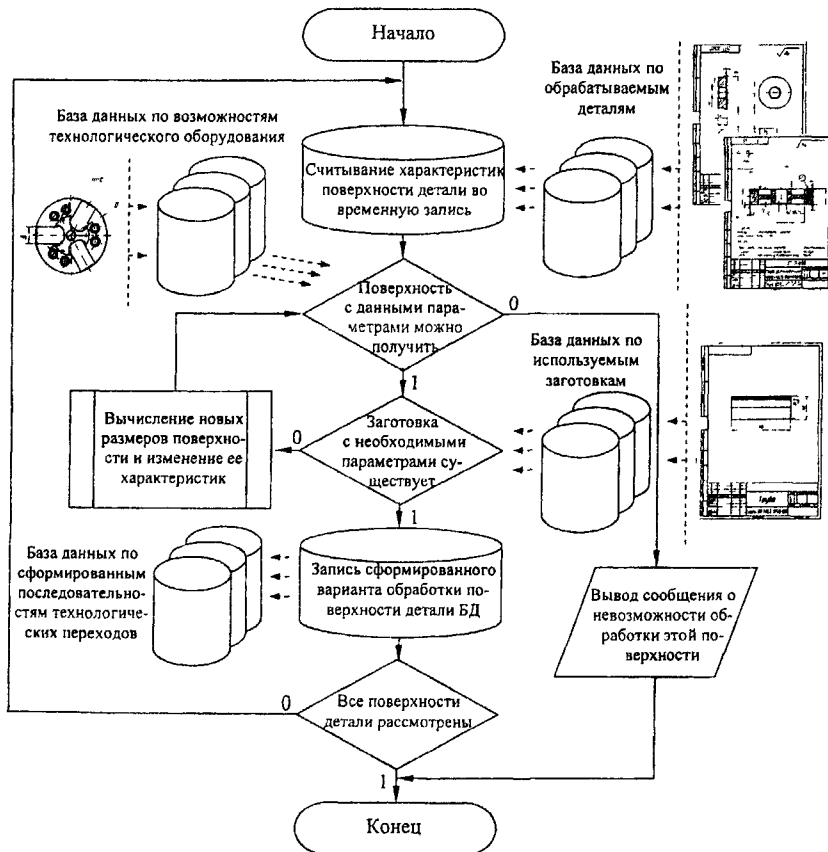 Начало
База данных по
обрабатываемым
деталям
База данных по возможностям
технологического оборудования
Считывание характеристик
поверхности детали во
временную запись
Поверхность
с данными пара-
метрами можно
получить
0
1
База данных по
используемым
заготовкам
Вычисление новых
размеров поверхно-
сти и изменение ее
характеристик
0
Заготовка
с необходимыми
параметрами су-
ществует
1
База данных по
сформированным
последовательно-
стям технологиче-
ских переходов
Запись сформированного
варианта обработки по-
верхности детали БД
Вывод сообщения о
невозможности об-
работки этой по-
верхности
0
Все поверхности
детали рассмотрены
1
Конец